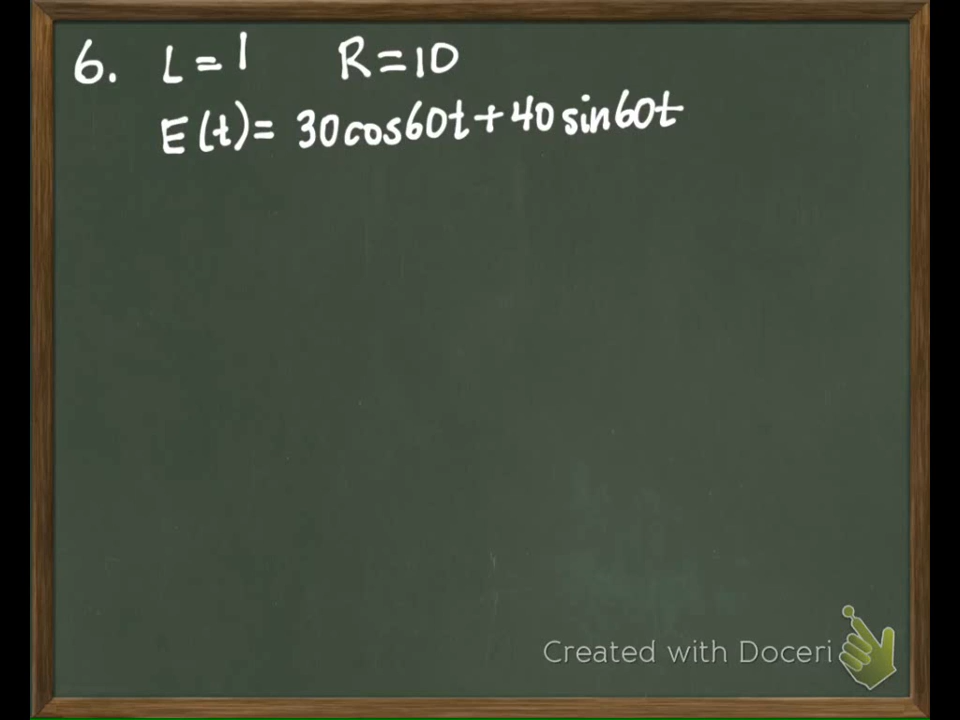 6. L = 1 R = 10
E(t) = 30cos60t + 40sin60t
Created with Doceri